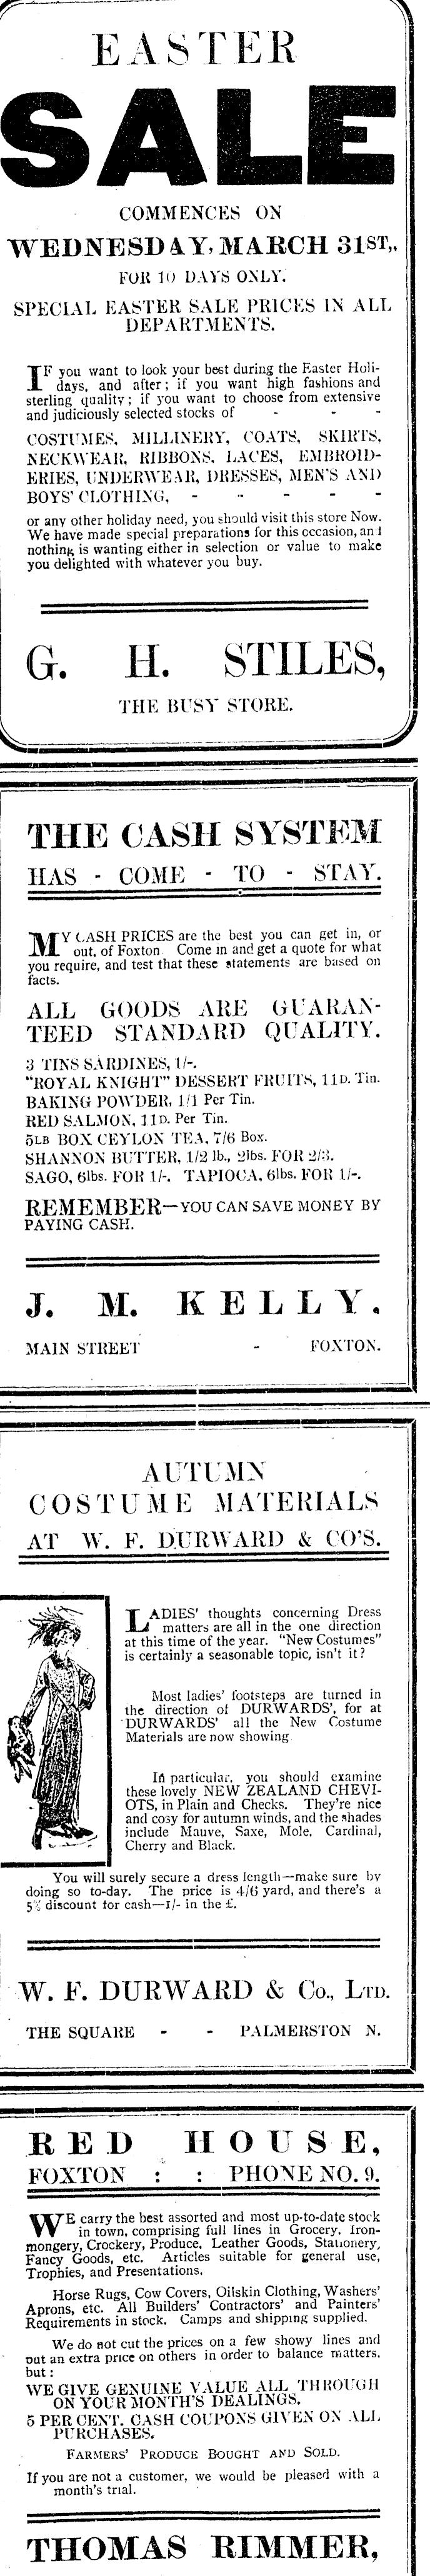 EASTER
SALE
COMMENCES ON
WEDNESDAY, MARCH 31ST,.
FOR 10 DAYS ONLY.
SPECIAL EASTER SALE PRICES IN ALL
DEPARTMENTS.
IF you want to look your best during the Easter Holi-
days, and after; if you want high fashions and
sterling quality; if you want to choose from extensive
and judiciously selected stocks of - - -
COSTUMES, MILLINERY, COATS, SKIRTS,
NECKWEAR, RIBBONS, LACES, EMBROID-
ERIES, UNDERWEAR, DRESSES, MEN'S AND
BOYS' CLOTHING, - - - - -
or any other holiday need, you should visit this store Now.
We have made special preparations for this occasion, and
nothing is wanting either in selection or value to make
you delighted with whatever you buy.
G. H. STILES,
THE BUSY STORE.
THE CASH SYSTEM
HAS - COME - TO - STAY.
MY CASH PRICES are the best you can get in, or
out, of Foxton. Come in and get a quote for what
you require, and test that these statements are based on
facts.
ALL GOODS ARE GUARAN-
TEED STANDARD QUALITY.
3 TINS SARDINES, 1/-.
"ROYAL KNIGHT" DESSERT FRUITS, 11D. Tin.
BAKING POWDER, 1/1 Per Tin.
RED SALMON, 11D. Per Tin.
5LB BOX CEYLON TEA, 7/6 Box.
SHANNON BUTTER, 1/2 lb., 2lbs. FOR 2/3.
SAGO, 6lbs. FOR 1/-. TAPIOCA, 6lbs. FOR 1/-.
REMEMBER—YOU CAN SAVE MONEY BY
PAYING CASH.
J. M. KELLY,
MAIN STREET - FOXTON.
AUTUMN
COSTUME MATERIALS
AT W. F. DURWARD & CO'S.
LADIES' thoughts concerning Dress
matters are all in the one direction
at this time of the year. "New Costumes"
is certainly a seasonable topic, isn't it?
Most ladies' footsteps are turned in
the direction of DURWARDS', for at
DURWARDS' all the New Costume
Materials are now showing
In particular, you should examine
these lovely NEW ZEALAND CHEVI-
OTS, in Plain and Checks. They're nice
and cosy for autumn winds, and the shades
include Mauve, Saxe, Mole, Cardinal,
Cherry and Black.
You will surely secure a dress length—make sure by
doing so to-day. The price is 4/6 yard, and there's a
5% discount for cash—1/- in the £.
W. F. DURWARD & Co., LTD.
THE SQUARE - - PALMERSTON N.
RED HOUSE,
FOXTON : : PHONE NO. 9.
WE carry the best assorted and most up-to-date stock
in town, comprising full lines in Grocery, Iron-
mongery, Crockery, Produce, Leather Goods, Stationery,
Fancy Goods, etc. Articles suitable for general use,
Trophies, and Presentations.
Horse Rugs, Cow Covers, Oilskin Clothing, Washers'
Aprons, etc. All Builders' Contractors' and Painters'
Requirements in stock. Camps and shipping supplied.
We do not cut the prices on a few showy lines and
put an extra price on others in order to balance matters,
but:
WE GIVE GENUINE VALUE ALL THROUGH
ON YOUR MONTH'S DEALINGS.
5 PER CENT. CASH COUPONS GIVEN ON ALL
PURCHASES.
FARMERS' PRODUCE BOUGHT AND SOLD.
If you are not a customer, we would be pleased with a
month's trial.
THOMAS RIMMER,